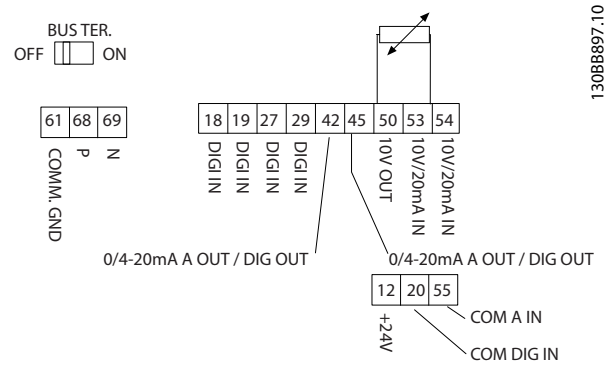 130BB897.10
BUS TER.
OFF ON
61 68 69
COMM. GND
P
N
18 19 27 29 42 45 50 53 54
DIGI IN
DIGI IN
DIGI IN
DIGI IN
10V OUT
10V/20mA IN
10V/20mA IN
0/4-20mA A OUT / DIG OUT
0/4-20mA A OUT / DIG OUT
12 20 55
+24V
COM A IN
COM DIG IN